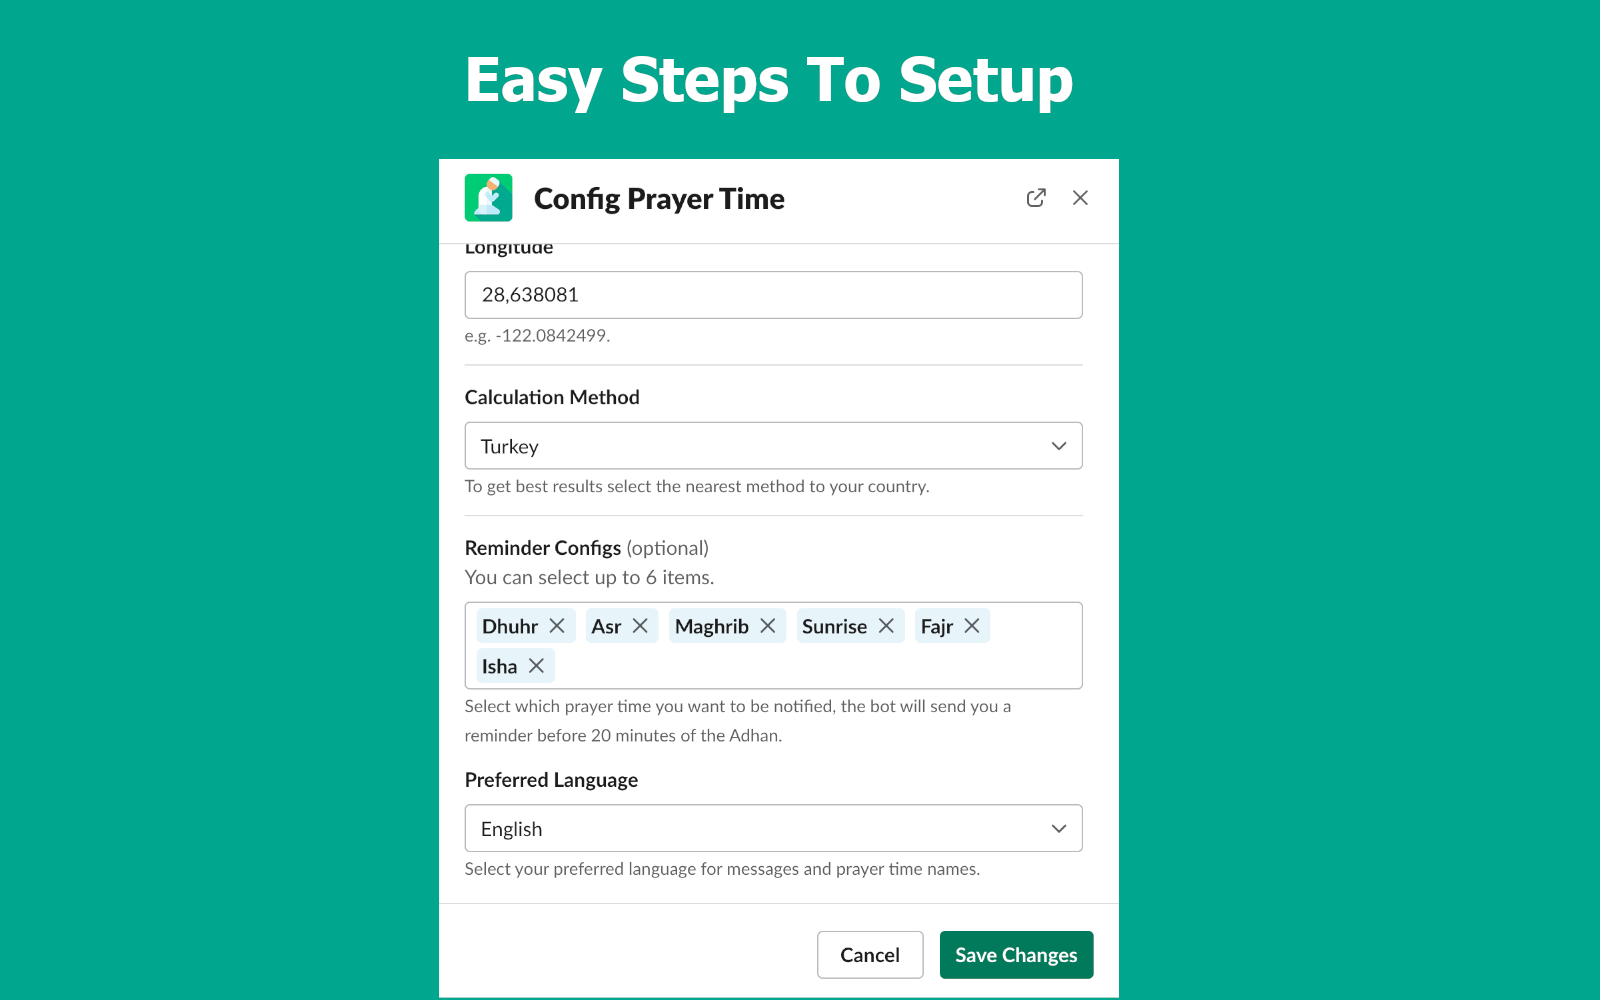 Easy Steps To Setup
Config Prayer Time
Longitude
28,638081
e.g. -122.0842499.
Calculation Method
Turkey
To get best results select the nearest method to your country.
Reminder Configs (optional)
You can select up to 6 items.
Dhuhr Asr Maghrib Sunrise Fajr
Isha
Select which prayer time you want to be notified, the bot will send you a
reminder before 20 minutes of the Adhan.
Preferred Language
English
Select your preferred language for messages and prayer time names.
Cancel Save Changes